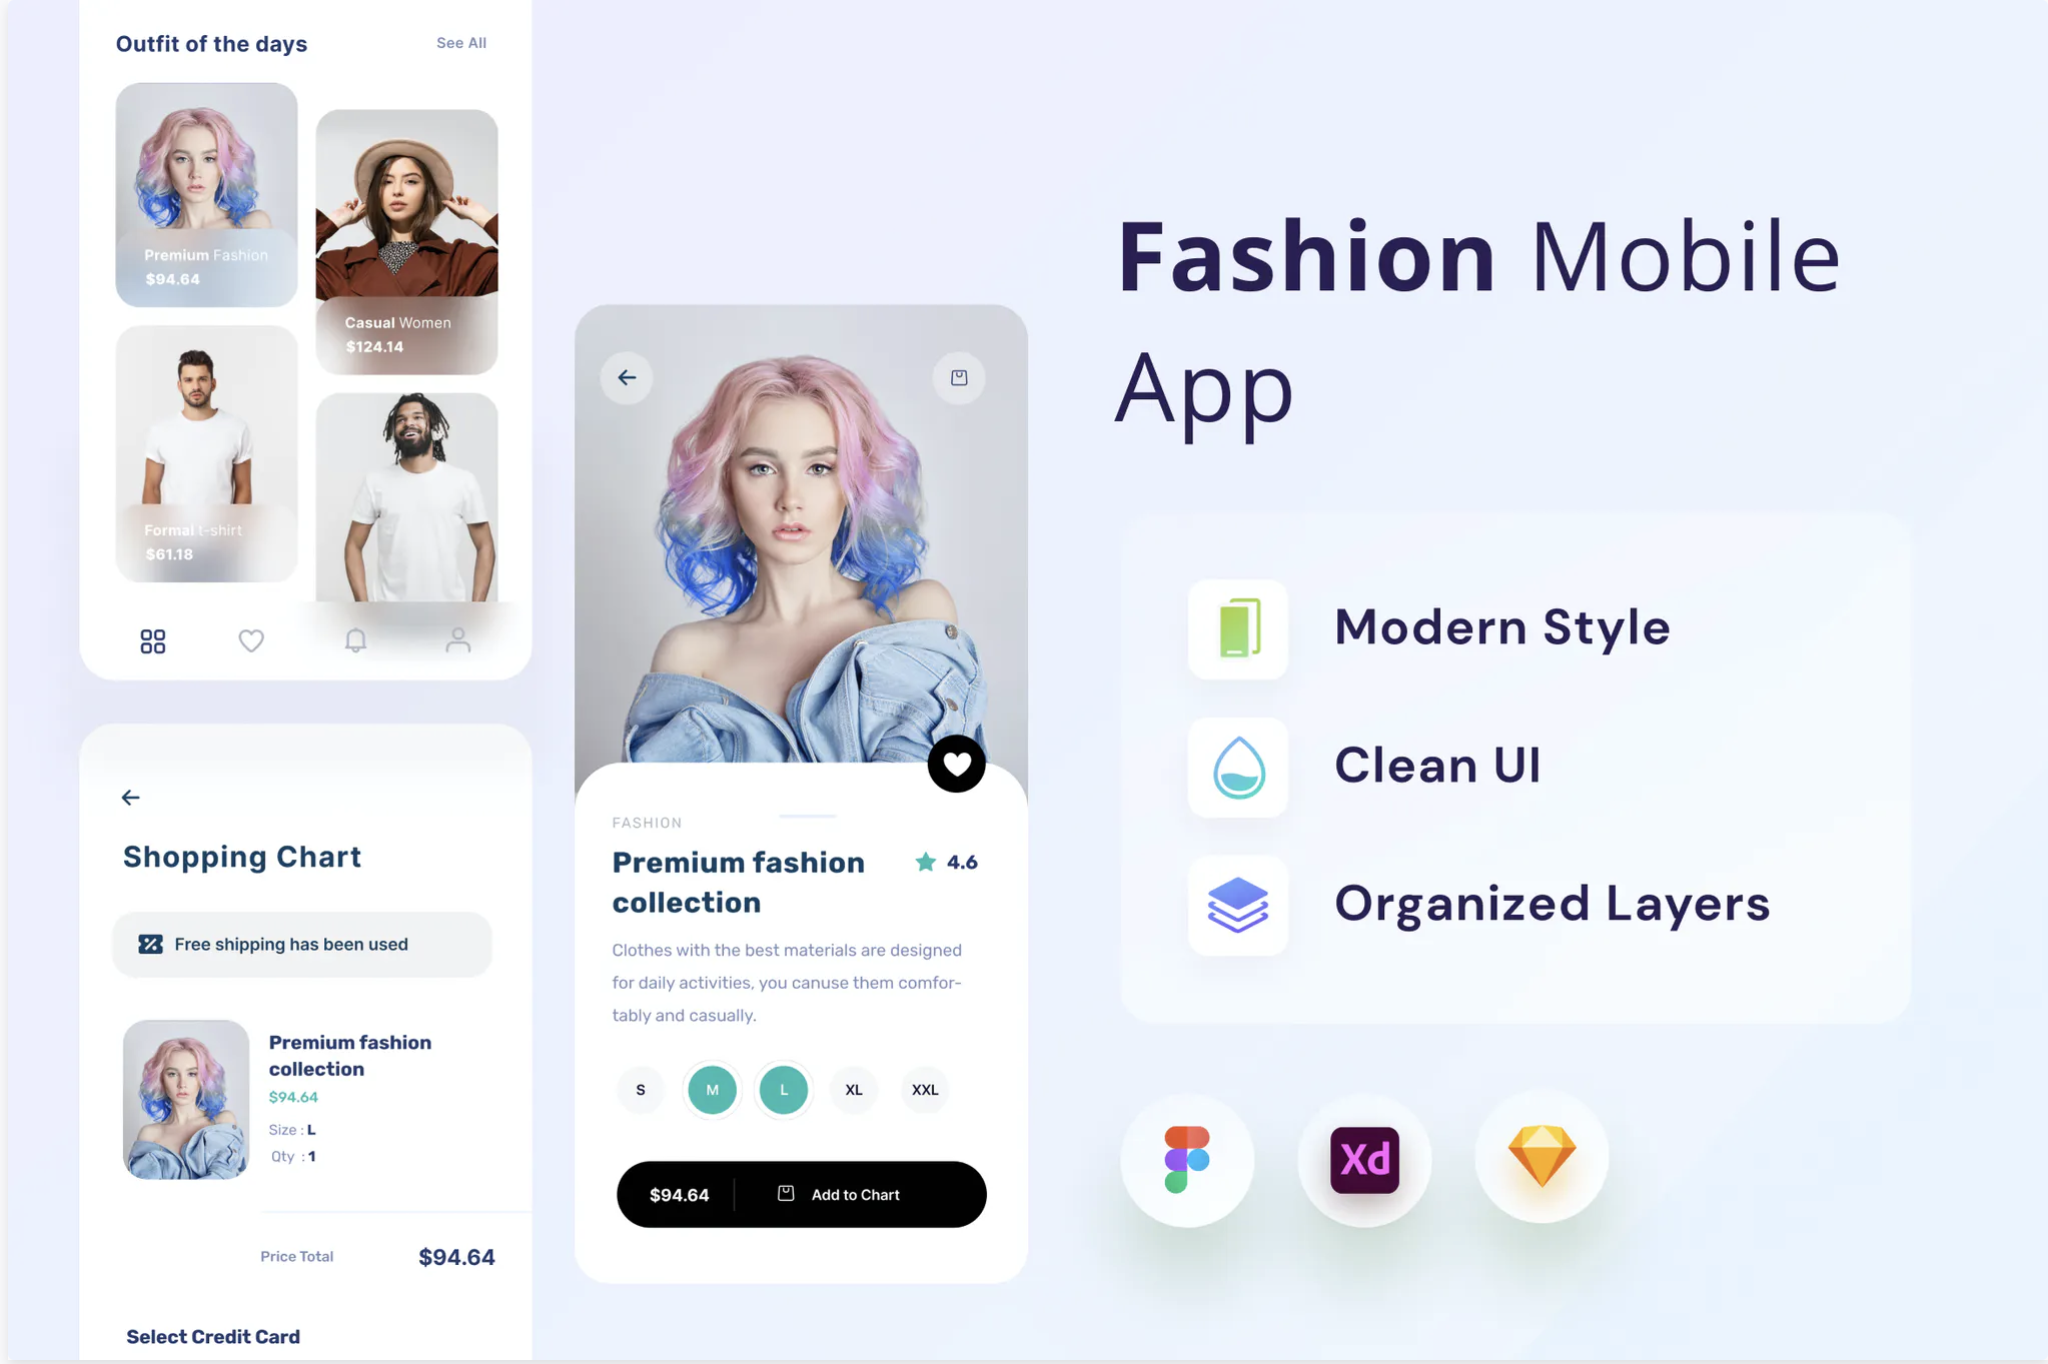 Outfit of the days
See All
Premium Fashion
$94.64
Casual Women
$124.14
Formal t-shirt
$61.18
Shopping Chart
Free shipping has been used
Premium fashion
collection
$94.64
Size : L
Qty : 1
Price Total
$94.64
Select Credit Card
FASHION
Premium fashion
collection
4.6
Clothes with the best materials are designed
for daily activities, you canuse them comfor-
tably and casually.
S
M
L
XL
XXL
$94.64
Add to Chart
Fashion Mobile
App
Modern Style
Clean UI
Organized Layers
Xd